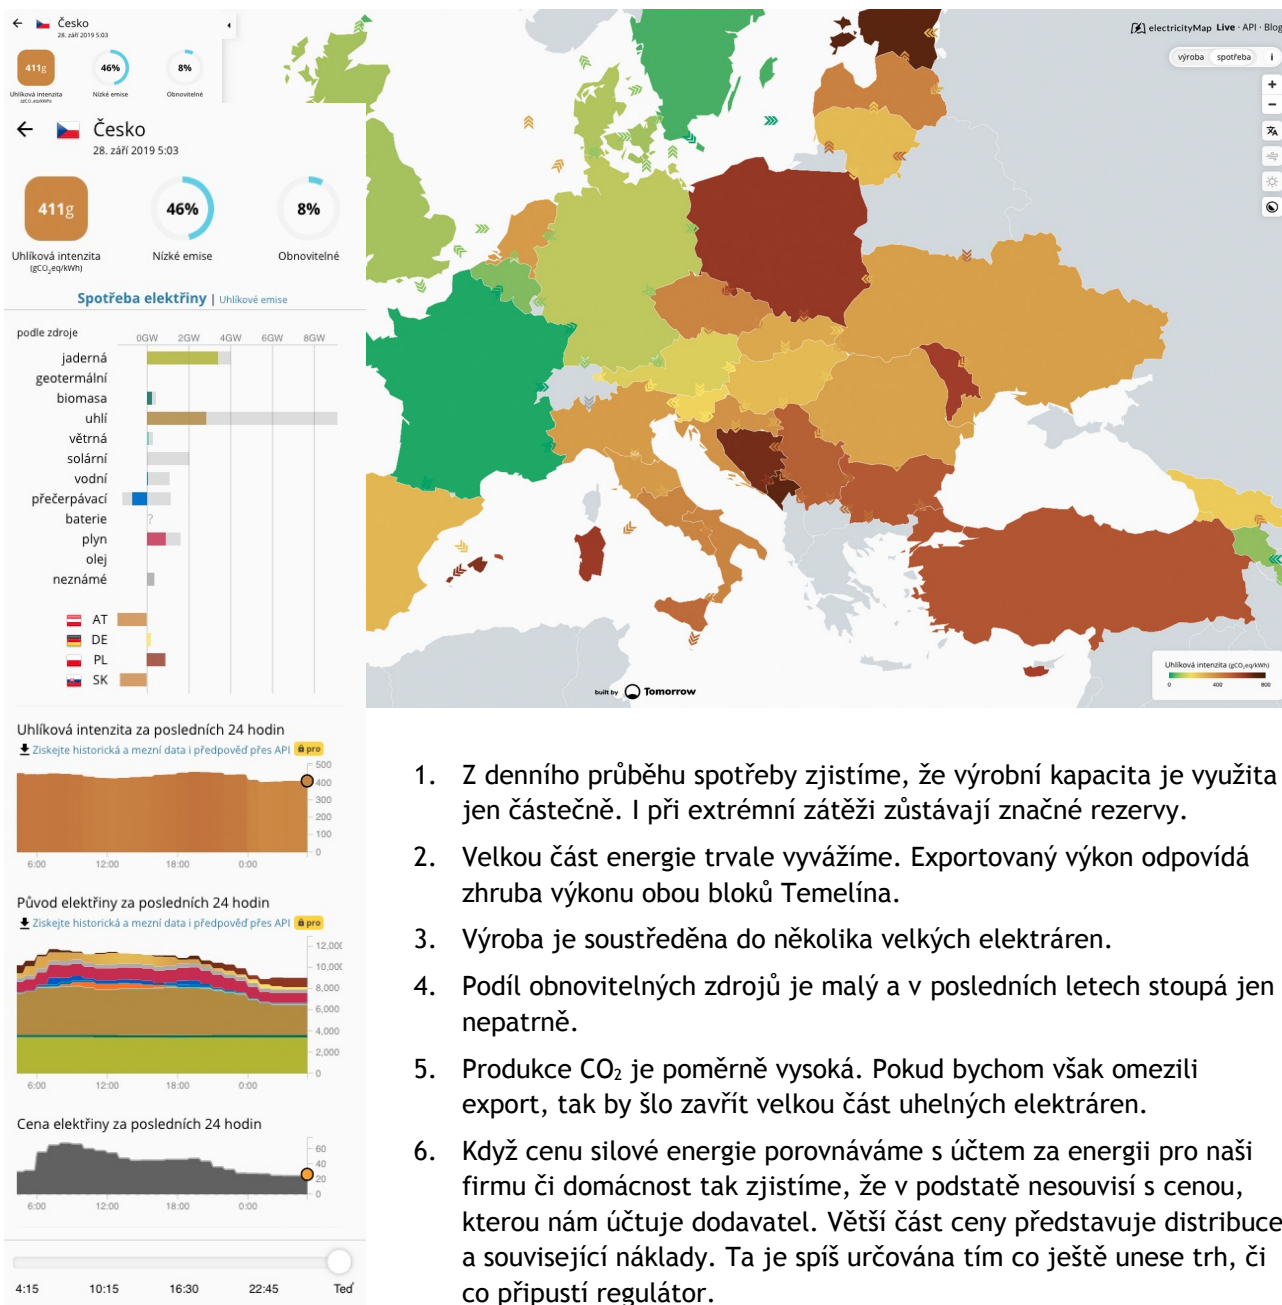 Česko
28. září 2019 5:03
411g
46%
8%
Uhlíková intenzita
Nízké emise
Obnovitelné
(gCO₂eq/kWh)
Česko
28. září 2019 5:03
411g
46%
8%
Uhlíková intenzita
Nízké emise
Obnovitelné
(gCO₂eq/kWh)
Spotřeba elektřiny | Uhlíkové emise
podle zdroje
0GW 2GW 4GW 6GW 8GW
jaderná
geotermální
biomasa
uhlí
větrná
solární
vodní
přečerpávací
baterie ?
plyn
olej
neznámé
AT
DE
PL
SK
Uhlíková intenzita za posledních 24 hodin
Získejte historická a mezní data i předpověď přes API pro
500
400
300
200
100
0
6:00 12:00 18:00 0:00
Původ elektřiny za posledních 24 hodin
Získejte historická a mezní data i předpověď přes API pro
12,000
10,000
8,000
6,000
4,000
2,000
0
6:00 12:00 18:00 0:00
Cena elektřiny za posledních 24 hodin
60
40
20
0
6:00 12:00 18:00 0:00
4:15 10:15 16:30 22:45 Teď
electricityMap Live · API · Blog
výroba spotřeba i
+
−
built by Tomorrow
Uhlíková intenzita (gCO₂eq/kWh)
0 400 800
1. Z denního průběhu spotřeby zjistíme, že výrobní kapacita je využita
jen částečně. I při extrémní zátěži zůstávají značné rezervy.
2. Velkou část energie trvale vyvážíme. Exportovaný výkon odpovídá
zhruba výkonu obou bloků Temelína.
3. Výroba je soustředěna do několika velkých elektráren.
4. Podíl obnovitelných zdrojů je malý a v posledních letech stoupá jen
nepatrně.
5. Produkce CO₂ je poměrně vysoká. Pokud bychom však omezili
export, tak by šlo zavřít velkou část uhelných elektráren.
6. Když cenu silové energie porovnáváme s účtem za energii pro naši
firmu či domácnost tak zjistíme, že v podstatě nesouvisí s cenou,
kterou nám účtuje dodavatel. Větší část ceny představuje distribuce
a související náklady. Ta je spíš určována tím co ještě unese trh, či
co připustí regulátor.